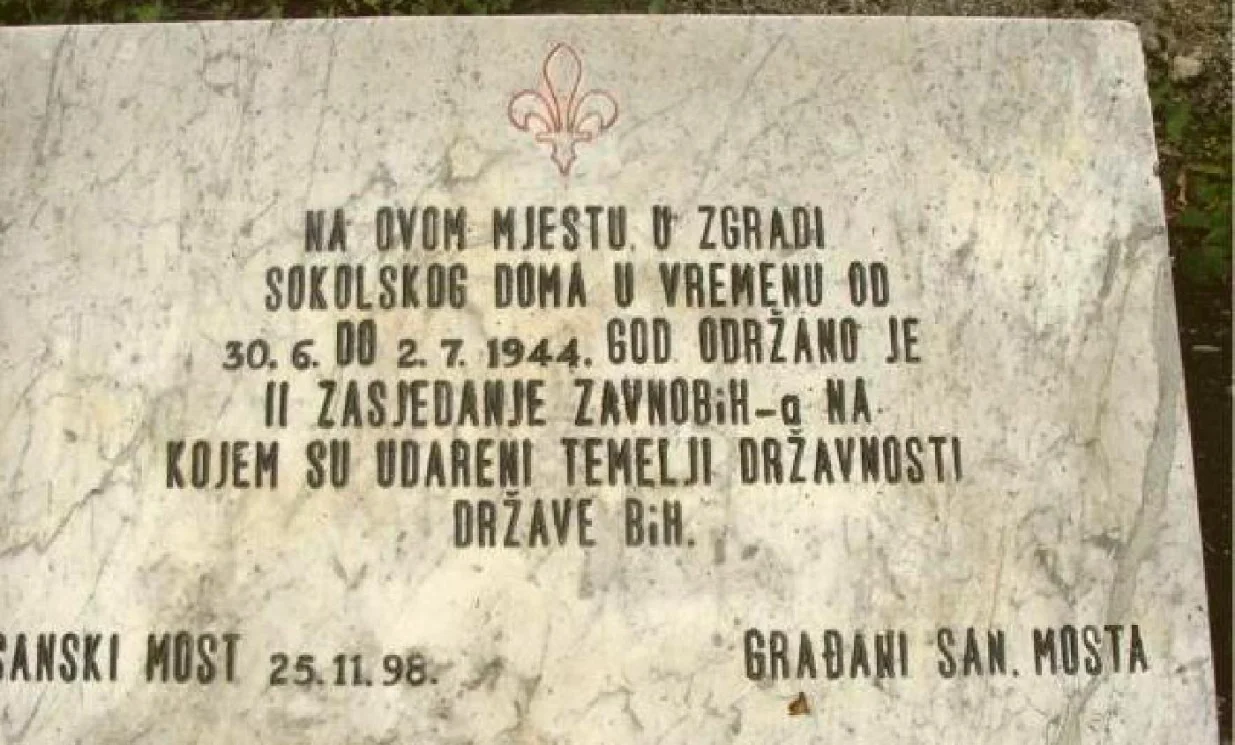 NA OVOM MJESTU U ZGRADI
SOKOLSKOG DOMA U VREMENU OD
30. 6. DO 2. 7. 1944. GOD ODRŽANO JE
II ZASJEDANJE ZAVNOBiH-a NA
KOJEM SU UDARENI TEMELJI DRŽAVNOSTI
DRŽAVE BiH.
SANSKI MOST 25.11.98. GRAĐANI SAN. MOSTA